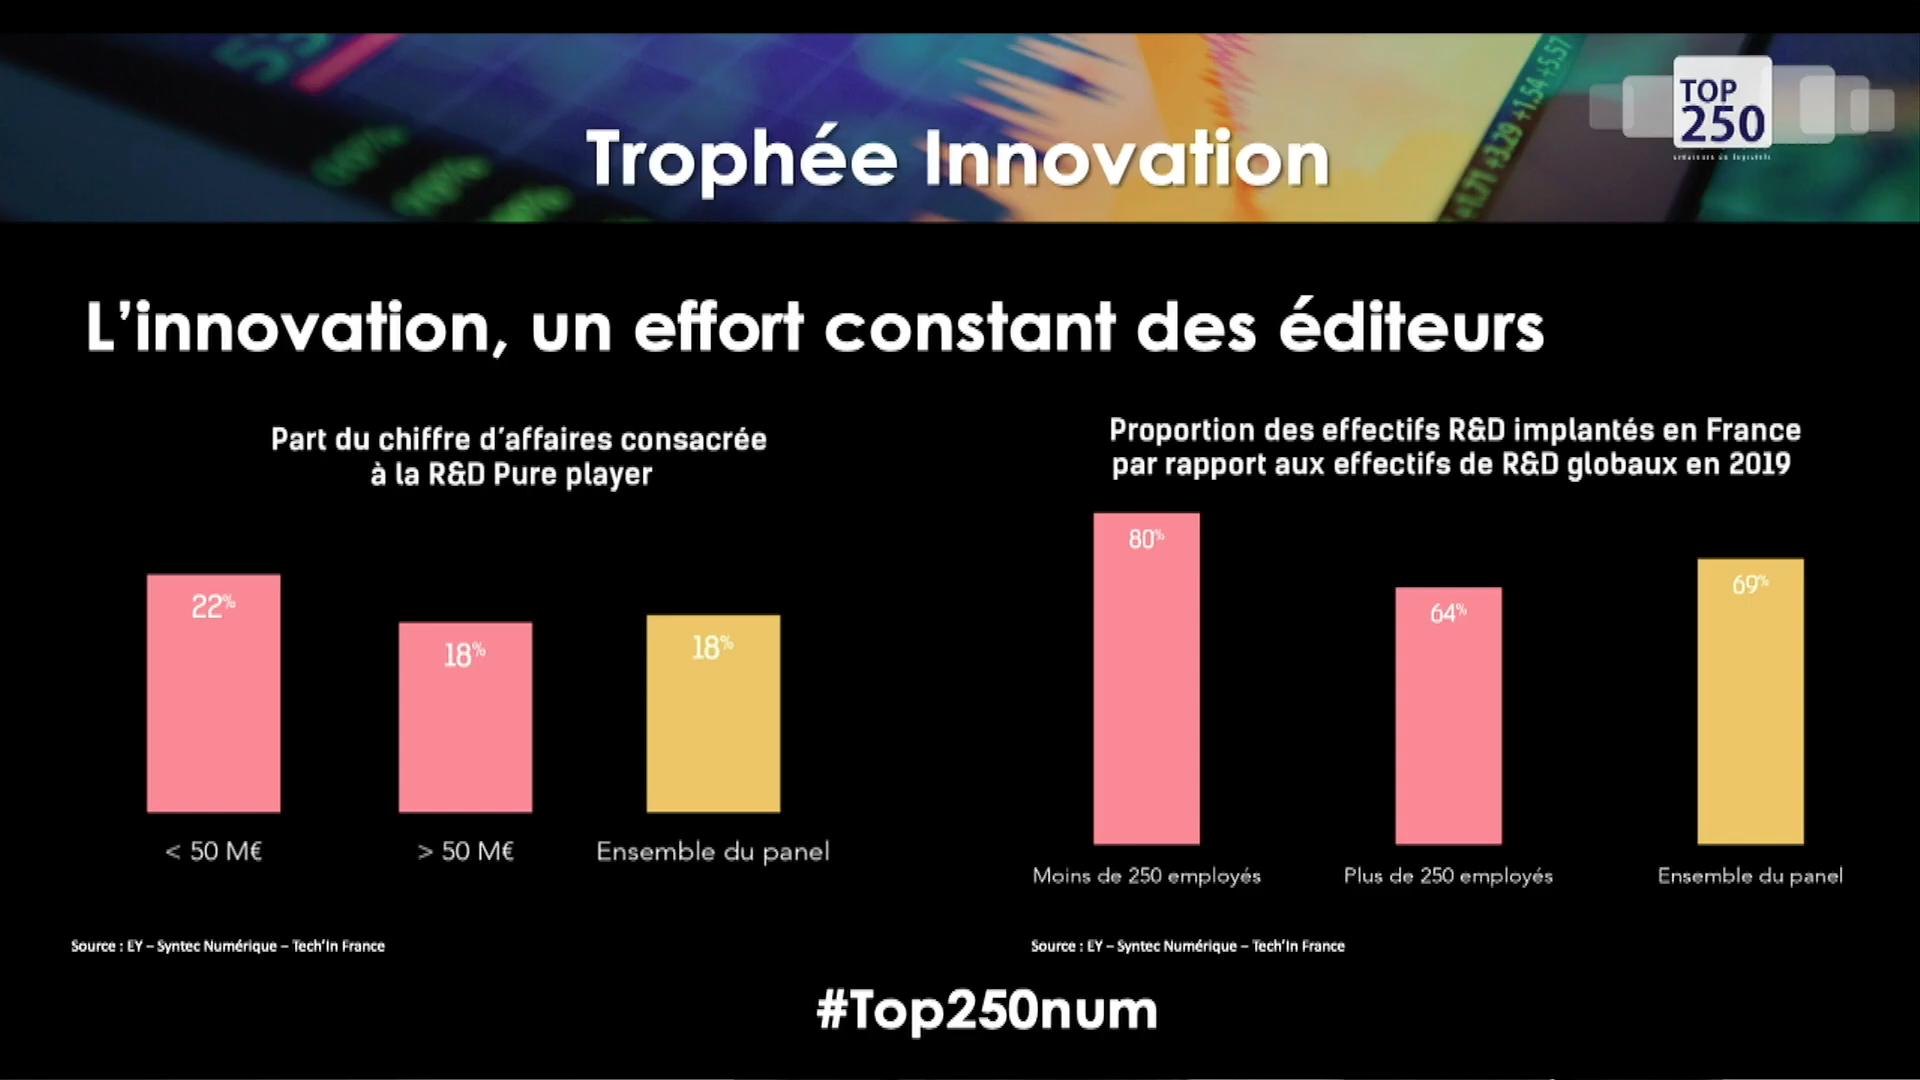 Trophée Innovation
TOP
250
L'innovation, un effort constant des éditeurs
Part du chiffre d'affaires consacrée
à la R&D Pure player
22%
18%
18%
< 50 M€
> 50 M€
Ensemble du panel
Source : EY – Syntec Numérique – Tech'In France
Proportion des effectifs R&D implantés en France
par rapport aux effectifs de R&D globaux en 2019
80%
64%
69%
Moins de 250 employés
Plus de 250 employés
Ensemble du panel
Source : EY – Syntec Numérique – Tech'In France
#Top250num